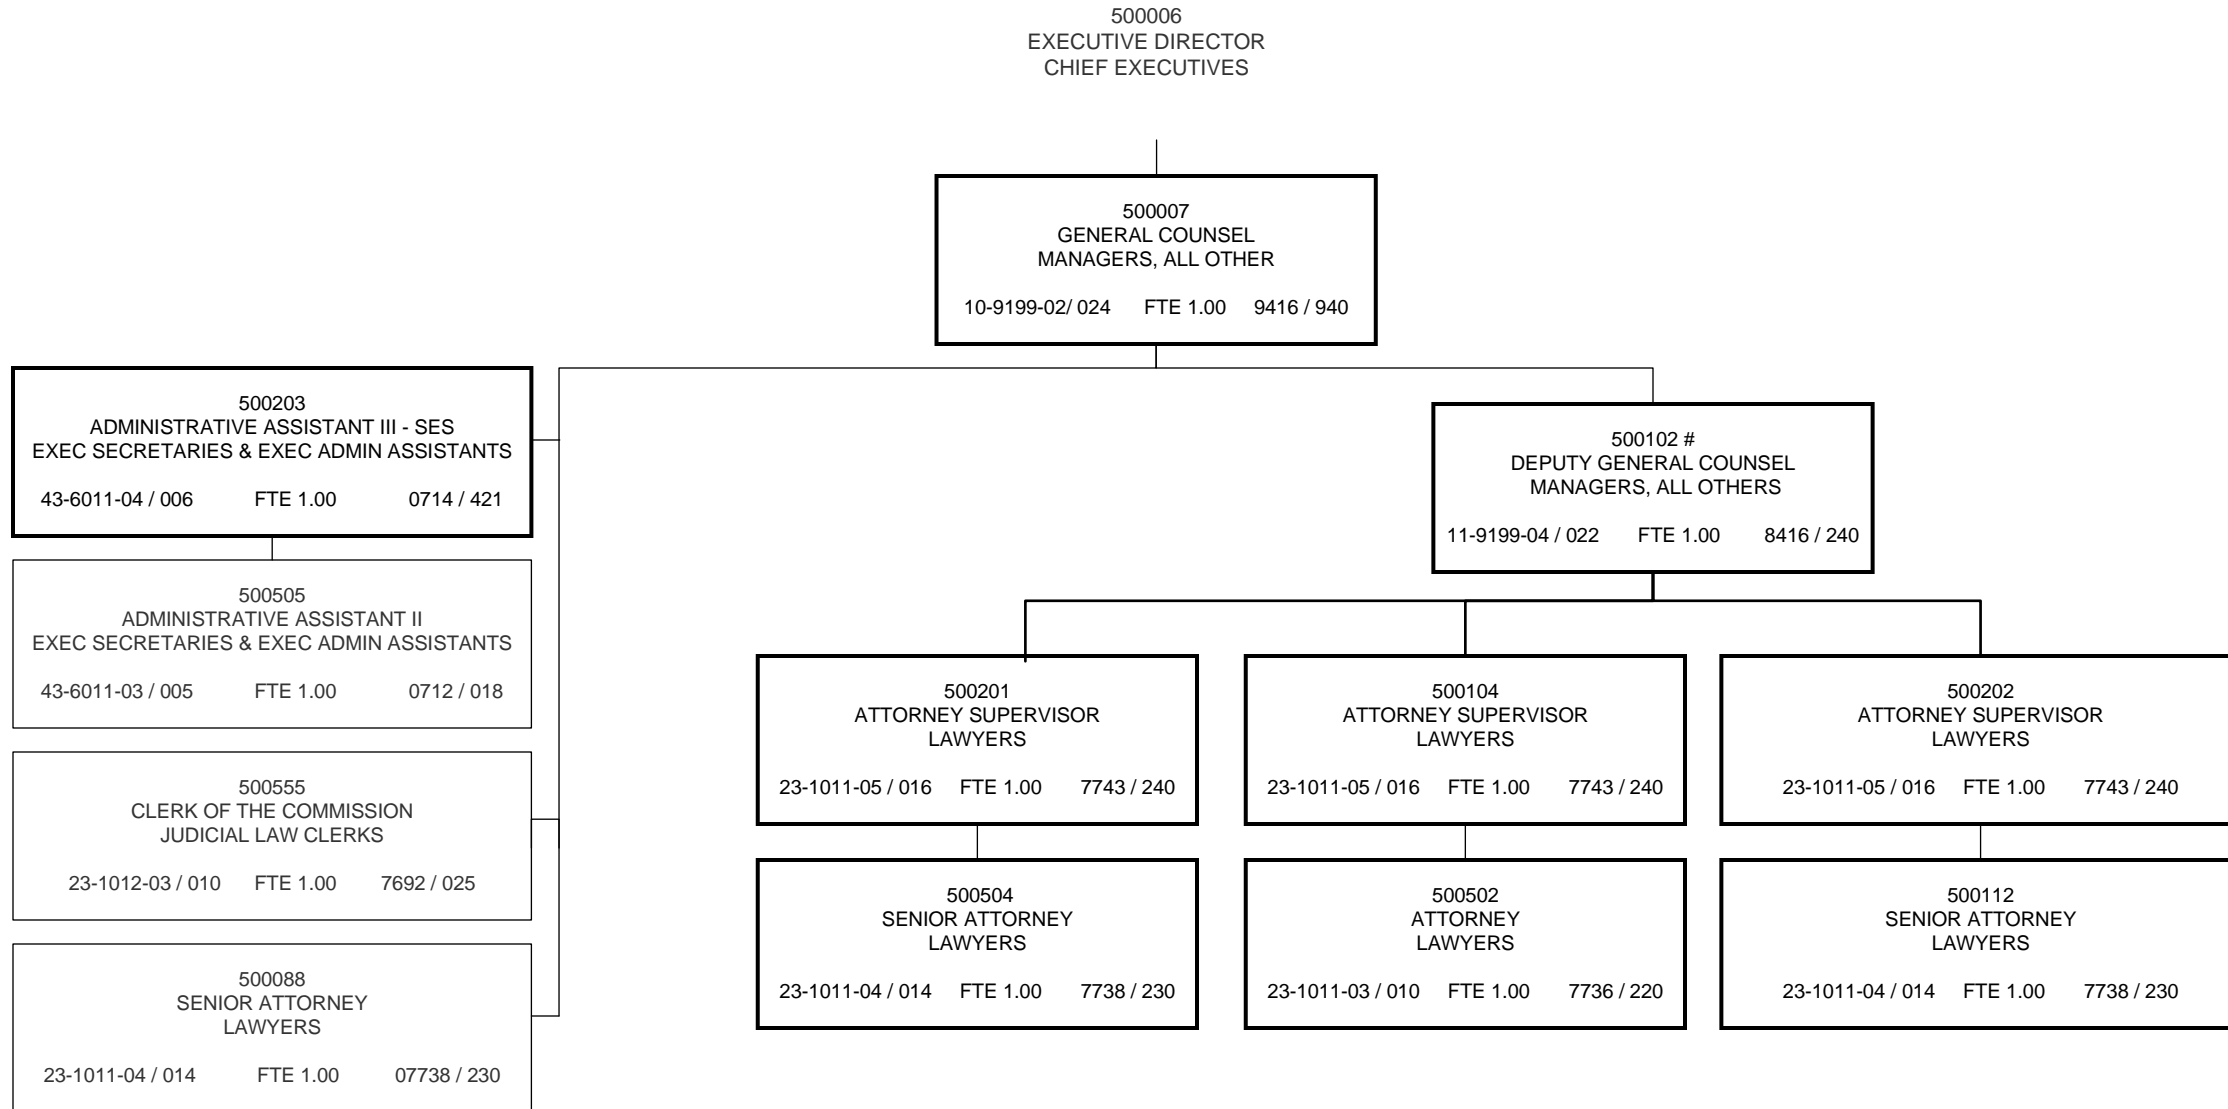 500006
EXECUTIVE DIRECTOR
CHIEF EXECUTIVES
500007
GENERAL COUNSEL
MANAGERS, ALL OTHER
10-9199-02/ 024 FTE 1.00 9416 / 940
500203
ADMINISTRATIVE ASSISTANT III - SES
EXEC SECRETARIES & EXEC ADMIN ASSISTANTS
43-6011-04 / 006 FTE 1.00 0714 / 421
500102 #
DEPUTY GENERAL COUNSEL
MANAGERS, ALL OTHERS
11-9199-04 / 022 FTE 1.00 8416 / 240
500505
ADMINISTRATIVE ASSISTANT II
EXEC SECRETARIES & EXEC ADMIN ASSISTANTS
43-6011-03 / 005 FTE 1.00 0712 / 018
500201
ATTORNEY SUPERVISOR
LAWYERS
23-1011-05 / 016 FTE 1.00 7743 / 240
500104
ATTORNEY SUPERVISOR
LAWYERS
23-1011-05 / 016 FTE 1.00 7743 / 240
500202
ATTORNEY SUPERVISOR
LAWYERS
23-1011-05 / 016 FTE 1.00 7743 / 240
500555
CLERK OF THE COMMISSION
JUDICIAL LAW CLERKS
23-1012-03 / 010 FTE 1.00 7692 / 025
500504
SENIOR ATTORNEY
LAWYERS
23-1011-04 / 014 FTE 1.00 7738 / 230
500502
ATTORNEY
LAWYERS
23-1011-03 / 010 FTE 1.00 7736 / 220
500112
SENIOR ATTORNEY
LAWYERS
23-1011-04 / 014 FTE 1.00 7738 / 230
500088
SENIOR ATTORNEY
LAWYERS
23-1011-04 / 014 FTE 1.00 07738 / 230